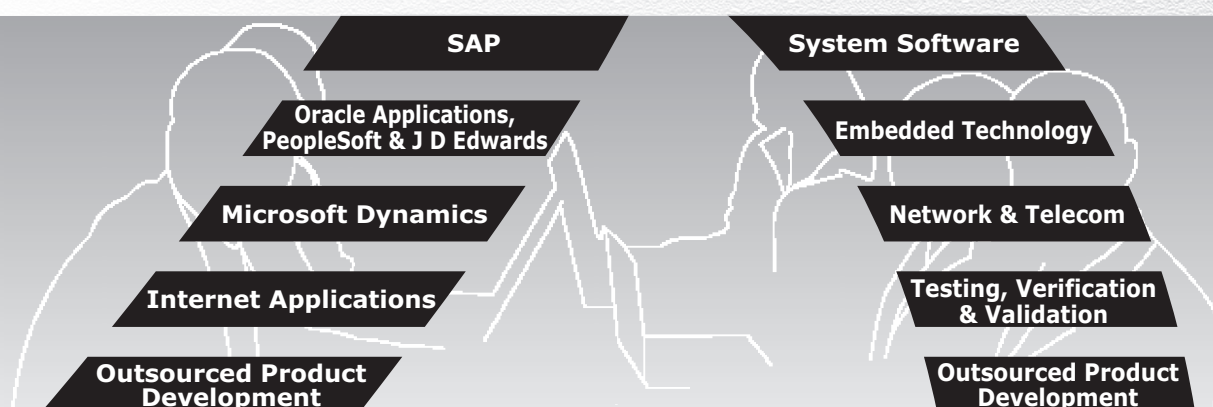 SAP
Oracle Applications,
PeopleSoft & J D Edwards
Microsoft Dynamics
Internet Applications
Outsourced Product
Development
System Software
Embedded Technology
Network & Telecom
Testing, Verification
& Validation
Outsourced Product
Development